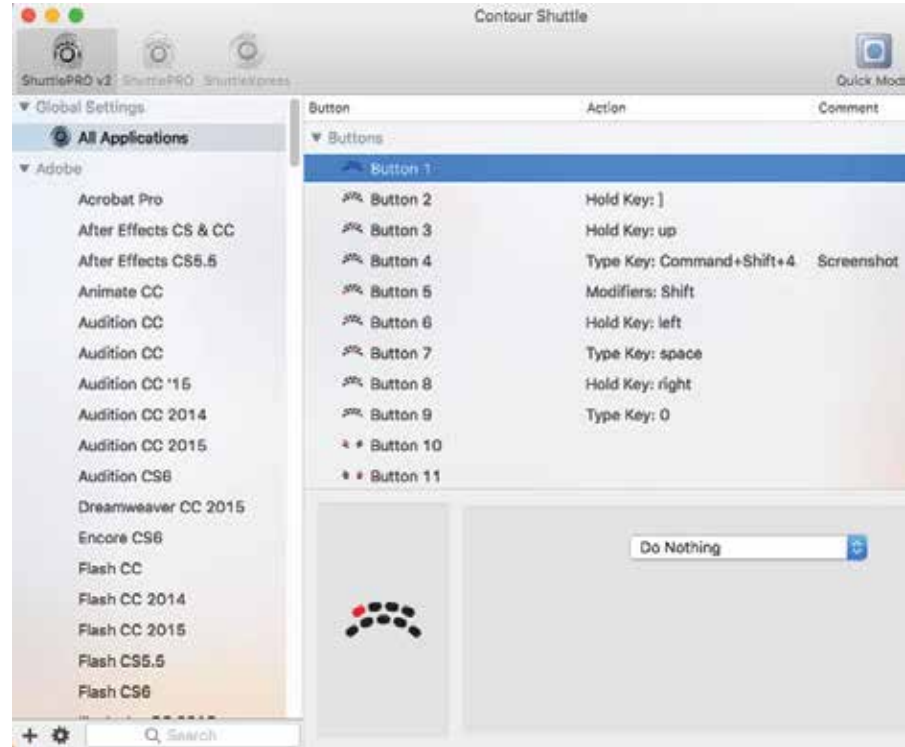 Contour Shuttle
ShuttlePRO v2 ShuttlePRO ShuttleXpress
Quick Mod
Global Settings
All Applications
Adobe
Acrobat Pro
After Effects CS & CC
After Effects CS5.5
Animate CC
Audition CC
Audition CC
Audition CC '15
Audition CC 2014
Audition CC 2015
Audition CS6
Dreamweaver CC 2015
Encore CS6
Flash CC
Flash CC 2014
Flash CC 2015
Flash CS5.5
Flash CS6
Search
Button Action Comment
Buttons
Button 1
Button 2 Hold Key: ]
Button 3 Hold Key: up
Button 4 Type Key: Command+Shift+4 Screenshot
Button 5 Modifiers: Shift
Button 6 Hold Key: left
Button 7 Type Key: space
Button 8 Hold Key: right
Button 9 Type Key: 0
Button 10
Button 11
Do Nothing